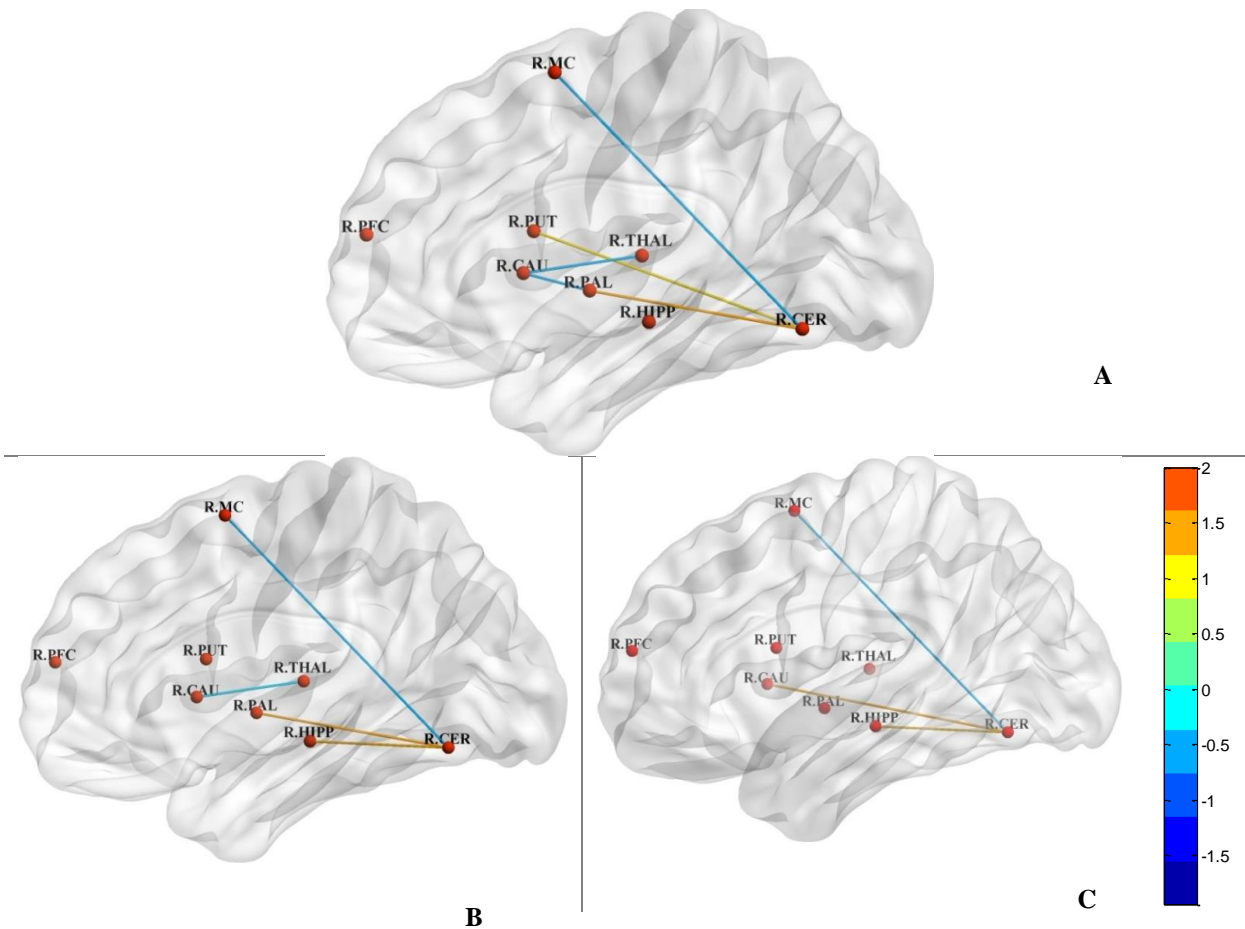 R.MC
R.PFC
R.PUT
R.THAL
R.CAU
R.PAL
R.HIPP
R.CER
A
R.MC
R.PFC
R.PUT
R.THAL
R.CAU
R.PAL
R.HIPP
R.CER
B
R.MC
R.PFC
R.PUT
R.THAL
R.CAU
R.PAL
R.HIPP
R.CER
C
2
1.5
1
0.5
0
-0.5
-1
-1.5